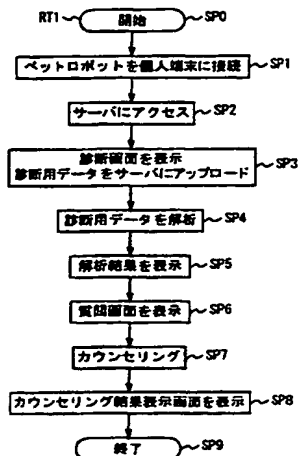 RT1 開始 SP0
ペットロボットを個人端末に接続 SP1
サーバにアクセス SP2
診断画面を表示
診断用データをサーバにアップロード SP3
診断用データを解析 SP4
解析結果を表示 SP5
質問画面を表示 SP6
カウンセリング SP7
カウンセリング結果表示画面を表示 SP8
終了 SP9